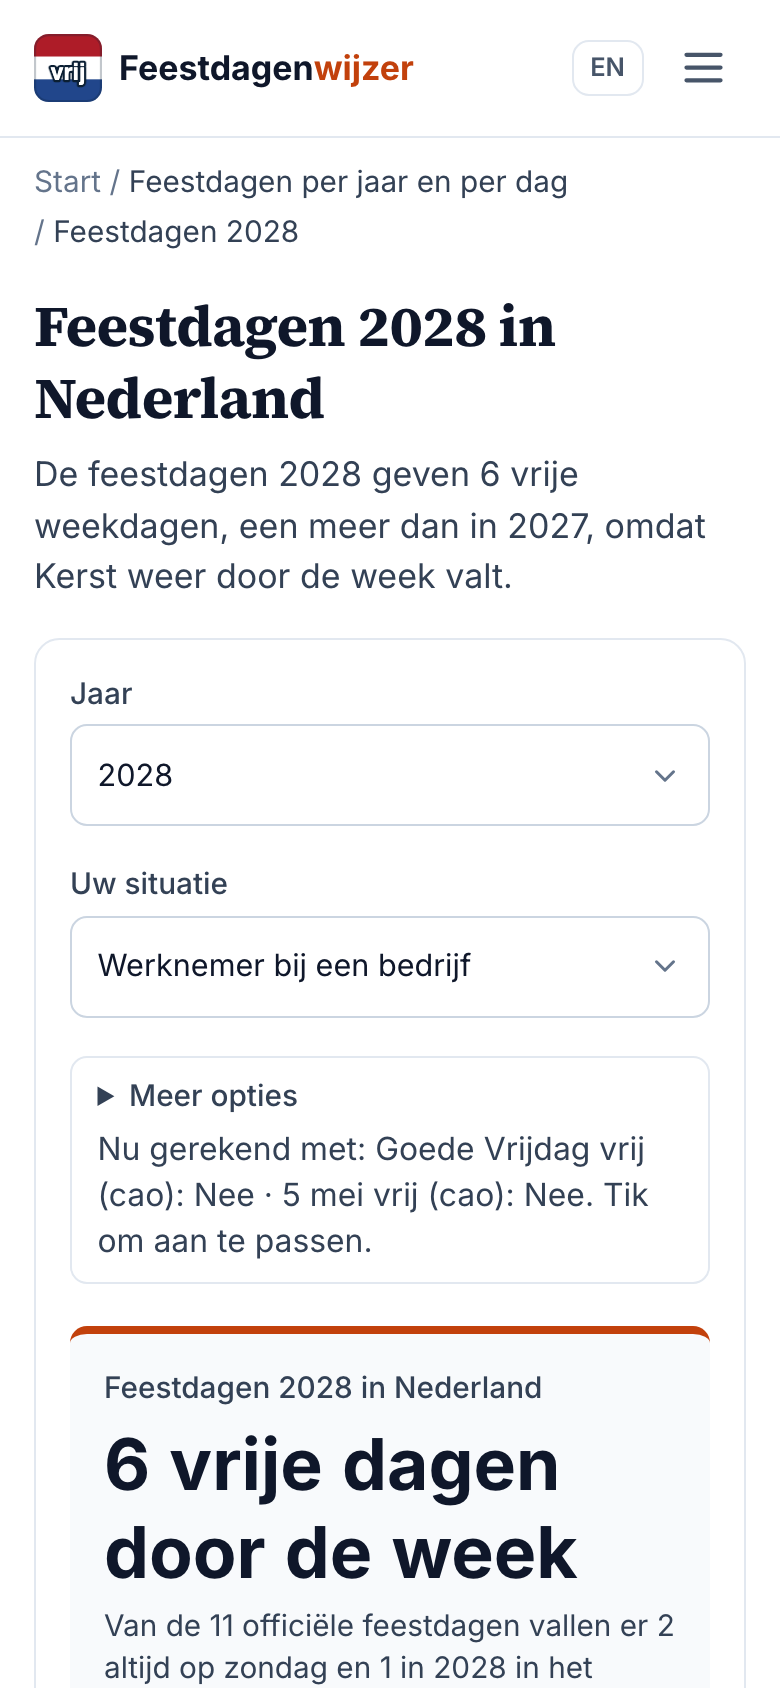 vrij
Feestdagenwijzer
EN
Start / Feestdagen per jaar en per dag
/ Feestdagen 2028
Feestdagen 2028 in
Nederland
De feestdagen 2028 geven 6 vrije
weekdagen, een meer dan in 2027, omdat
Kerst weer door de week valt.
Jaar
2028
Uw situatie
Werknemer bij een bedrijf
Meer opties
Nu gerekend met: Goede Vrijdag vrij
(cao): Nee · 5 mei vrij (cao): Nee. Tik
om aan te passen.
Feestdagen 2028 in Nederland
6 vrije dagen
door de week
Van de 11 officiële feestdagen vallen er 2
altijd op zondag en 1 in 2028 in het